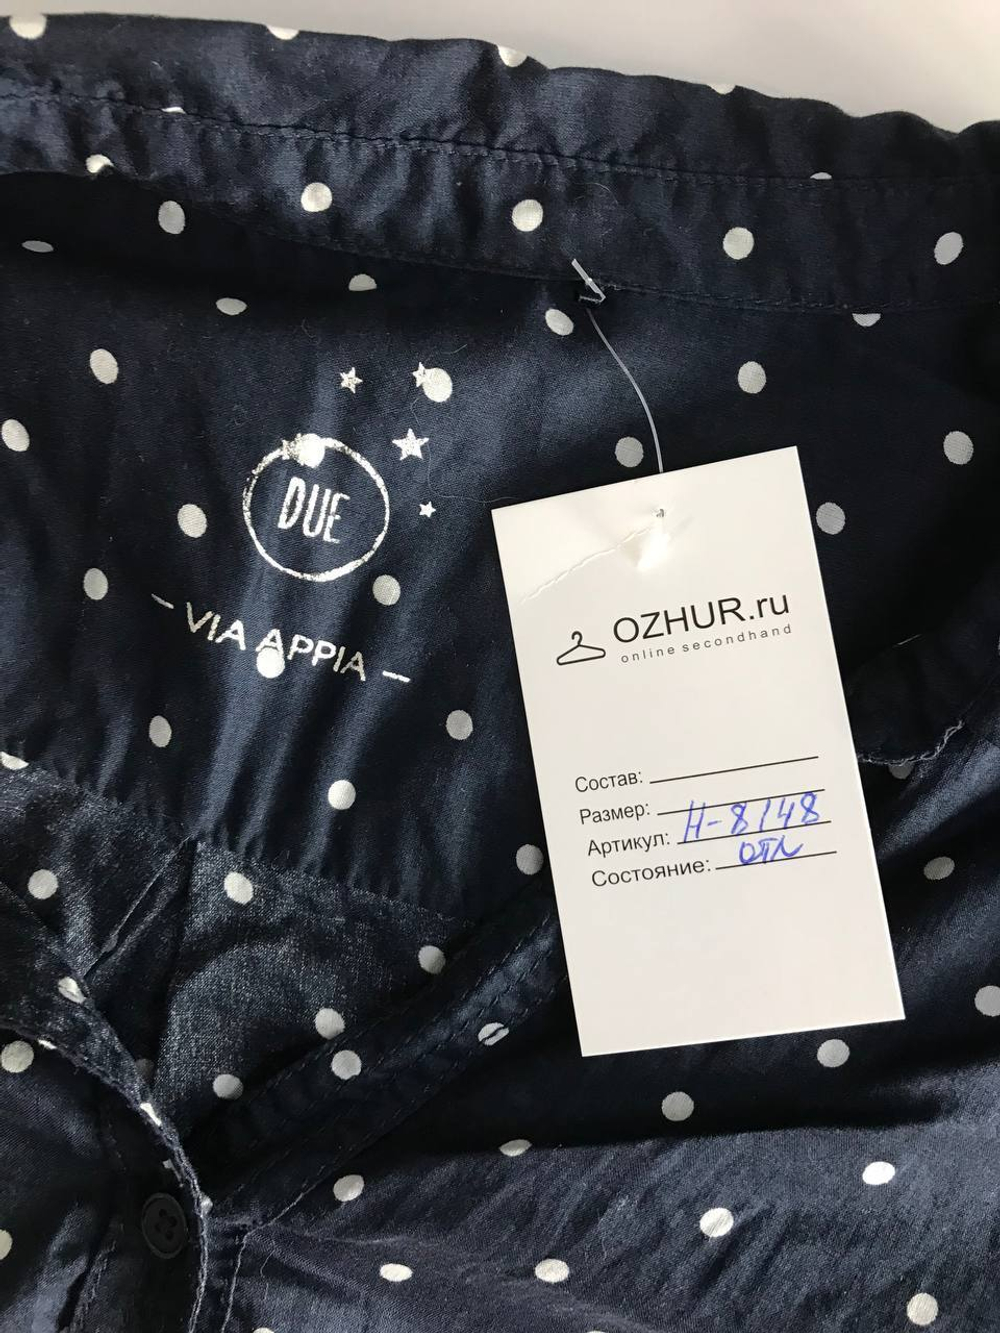 DUE
– VIA APPIA –
OZHUR.ru
online secondhand
Состав:
Размер:
Артикул: Н-8148
Состояние: отл